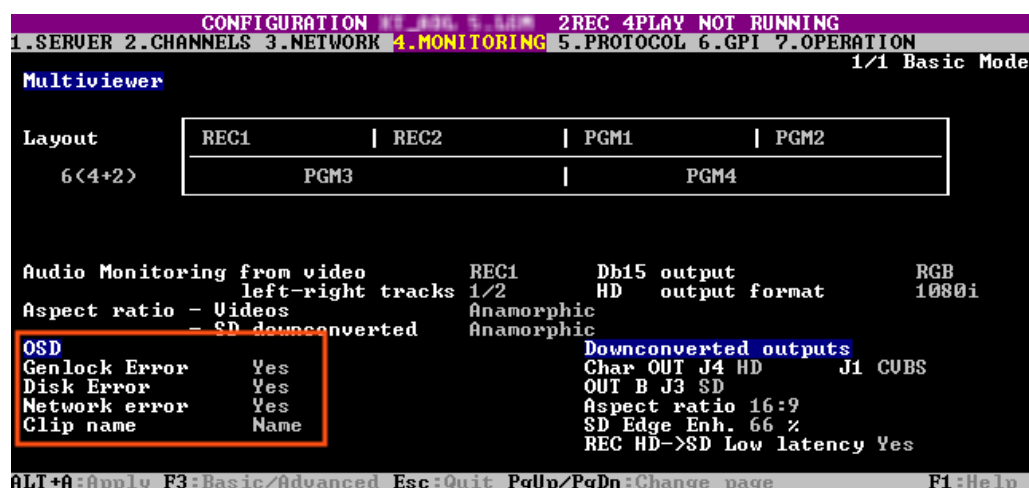 CONFIGURATION 2REC 4PLAY NOT RUNNING
1.SERVER 2.CHANNELS 3.NETWORK 4.MONITORING 5.PROTOCOL 6.GPI 7.OPERATION
1/1 Basic Mode
Multiviewer
Layout REC1 | REC2 | PGM1 | PGM2
6(4+2) PGM3 | PGM4
Audio Monitoring from video REC1 Db15 output RGB
left-right tracks 1/2 HD output format 1080i
Aspect ratio - Videos Anamorphic
- SD downconverted Anamorphic
OSD Downconverted outputs
Genlock Error Yes Char OUT J4 HD J1 CVBS
Disk Error Yes OUT B J3 SD
Network error Yes Aspect ratio 16:9
Clip name Name SD Edge Enh. 66 %
REC HD->SD Low latency Yes
ALT+A:Apply F3:Basic/Advanced Esc:Quit PgUp/PgDn:Change page F1:Help